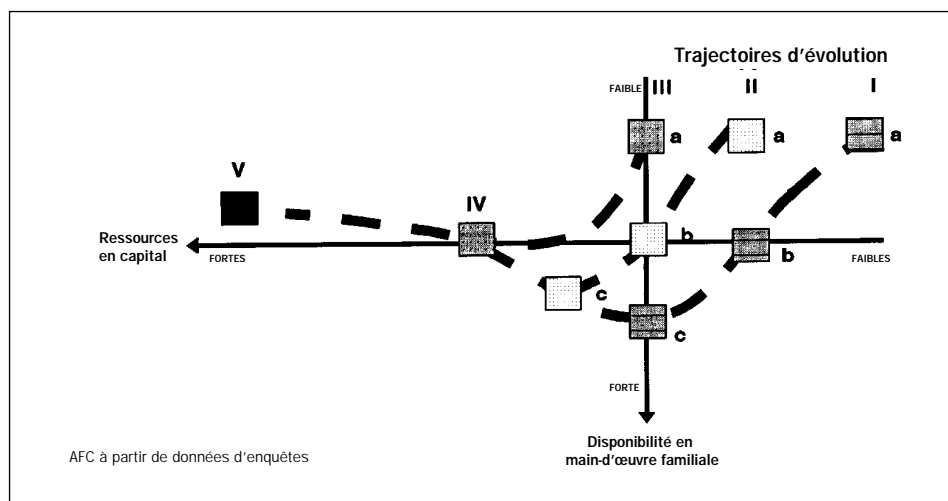 Trajectoires d'évolution
FAIBLE III II I
a a a
V
IV
Ressources
en capital
b
b
FORTES FAIBLES
c
c
FORTE
Disponibilité en
main-d'œuvre familiale
AFC à partir de données d'enquêtes